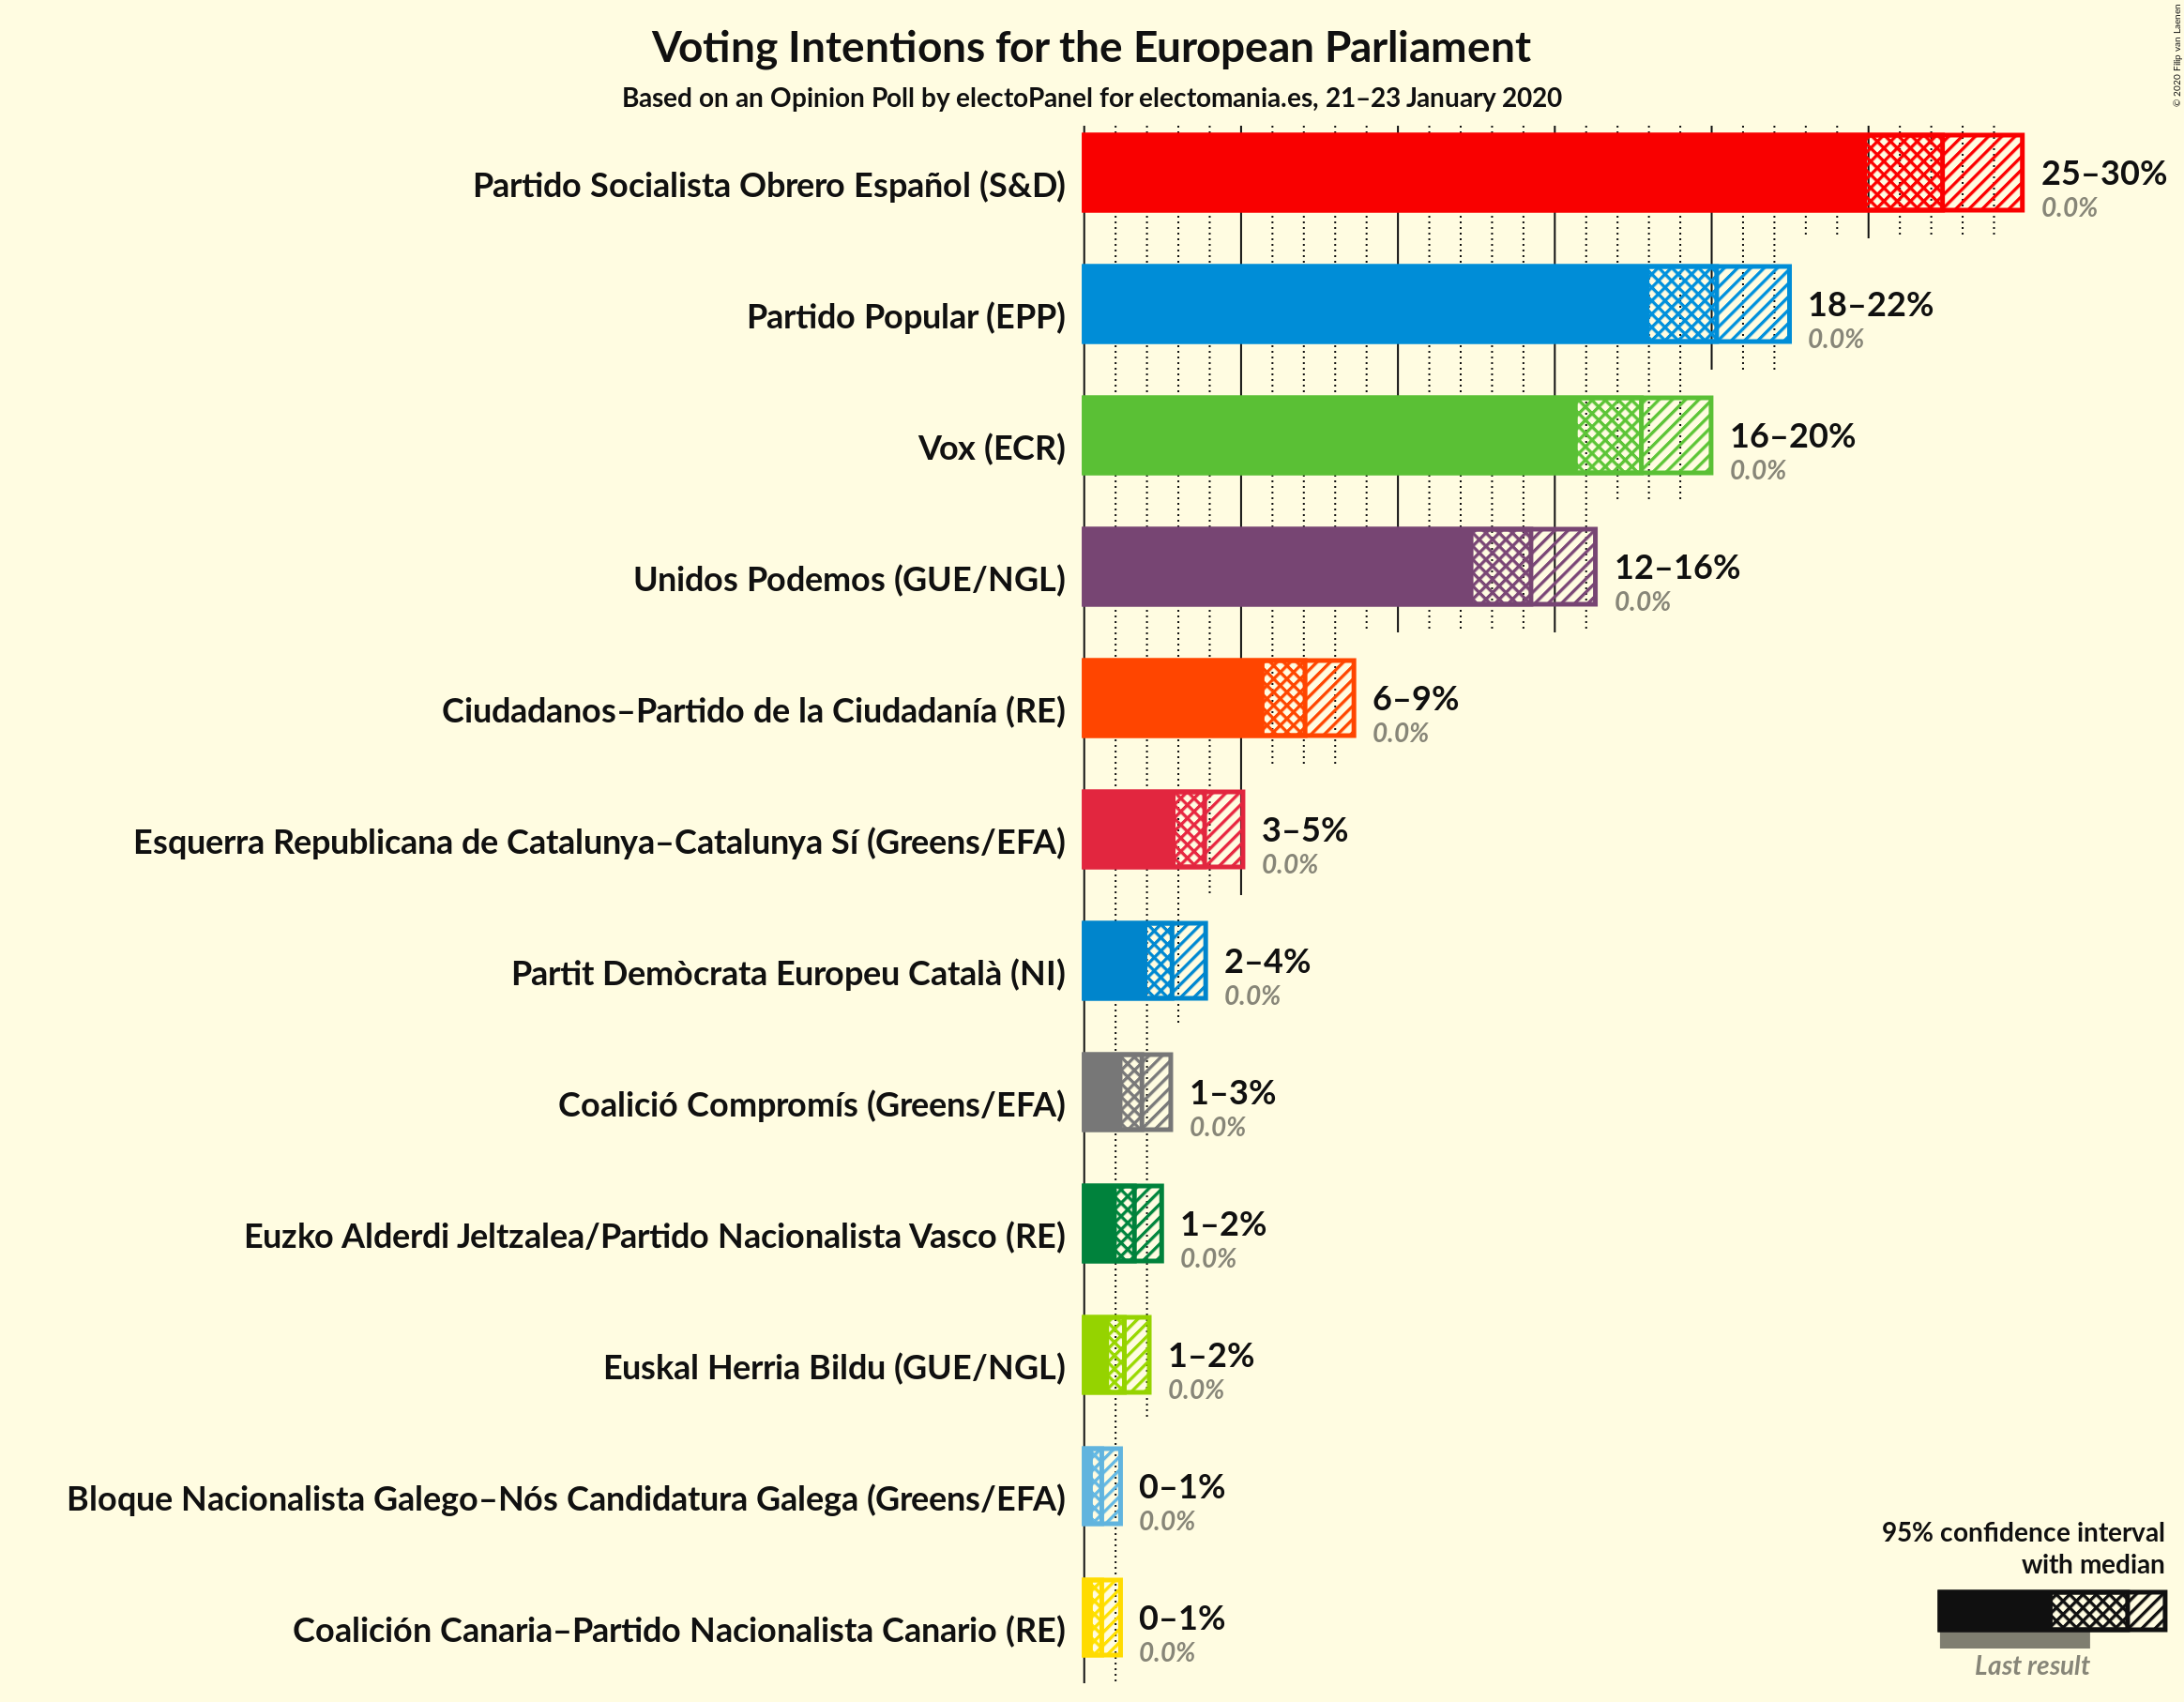 Voting Intentions for the European Parliament
Based on an Opinion Poll by electoPanel for electomania.es, 21–23 January 2020
© 2020 Filip van Laenen
Partido Socialista Obrero Español (S&D)
25–30%
0.0%
Partido Popular (EPP)
18–22%
0.0%
Vox (ECR)
16–20%
0.0%
Unidos Podemos (GUE/NGL)
12–16%
0.0%
Ciudadanos–Partido de la Ciudadanía (RE)
6–9%
0.0%
Esquerra Republicana de Catalunya–Catalunya Sí (Greens/EFA)
3–5%
0.0%
Partit Demòcrata Europeu Català (NI)
2–4%
0.0%
Coalició Compromís (Greens/EFA)
1–3%
0.0%
Euzko Alderdi Jeltzalea/Partido Nacionalista Vasco (RE)
1–2%
0.0%
Euskal Herria Bildu (GUE/NGL)
1–2%
0.0%
Bloque Nacionalista Galego–Nós Candidatura Galega (Greens/EFA)
0–1%
0.0%
Coalición Canaria–Partido Nacionalista Canario (RE)
0–1%
0.0%
95% confidence interval
with median
Last result